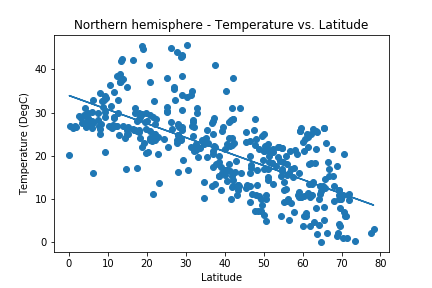 Northern hemisphere - Temperature vs. Latitude
Temperature (DegC)
40
30
20
10
0
0 10 20 30 40 50 60 70 80
Latitude